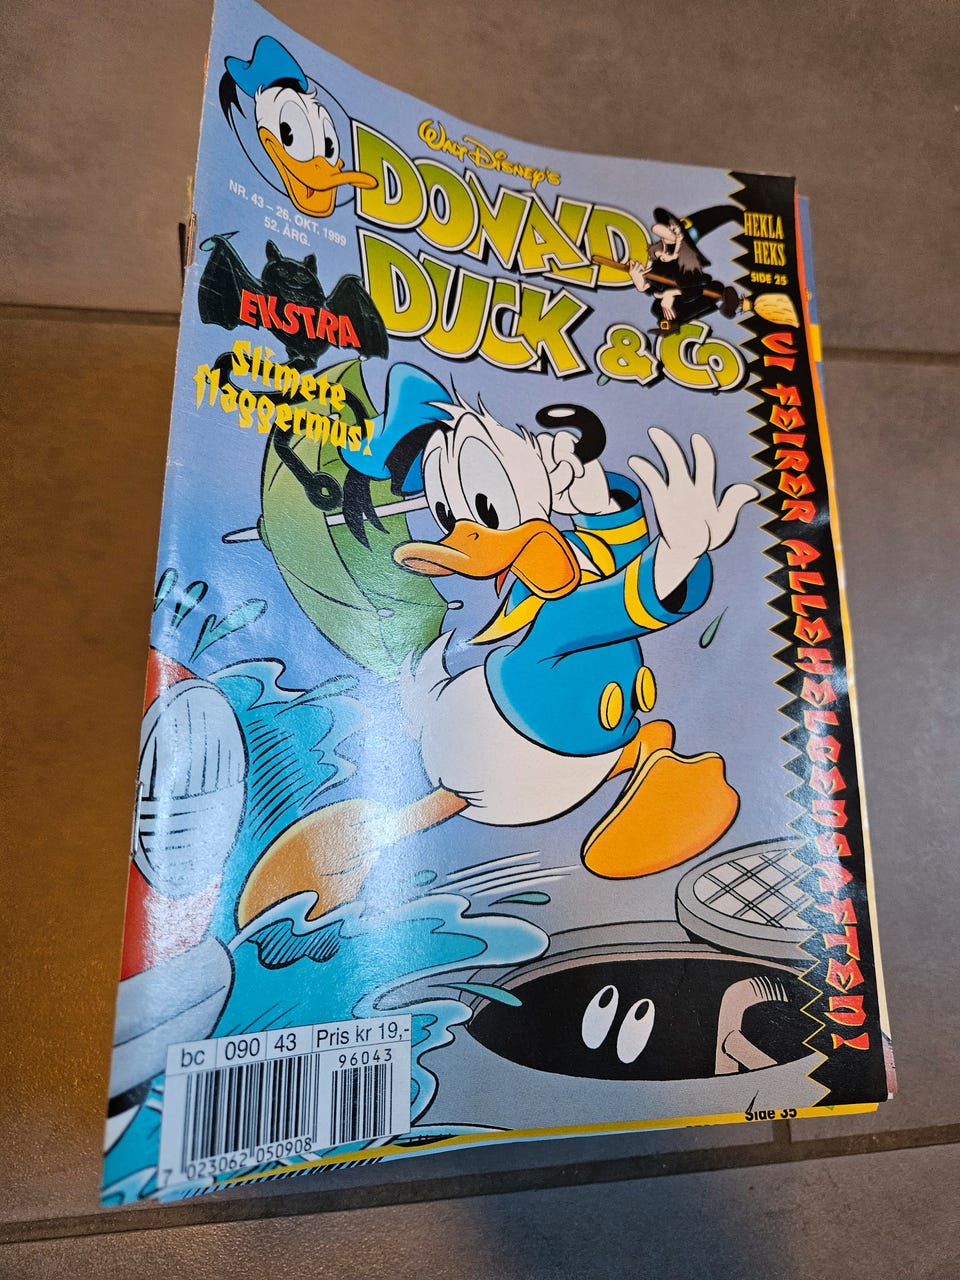 WALT DISNEY'S
DONALD
DUCK & Co
NR. 43 – 26. OKT. 1999
52. ÅRG.
EKSTRA
Slimete
flaggermus!
HEKLA
HEKS
SIDE 25
VI FEIRER ALLEHELGENSAFTEN!
bc 090 43 Pris kr 19,-
96043
7 023062 050908
Side 35